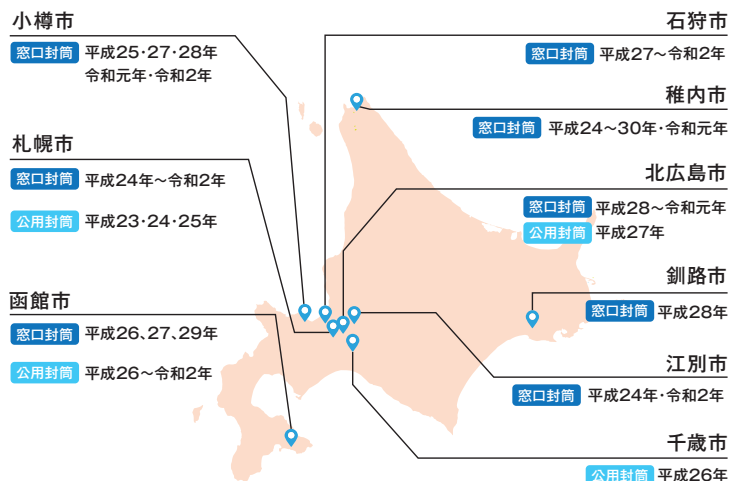 小樽市
窓口封筒 平成25・27・28年
令和元年・令和2年
札幌市
窓口封筒 平成24年〜令和2年
公用封筒 平成23・24・25年
函館市
窓口封筒 平成26、27、29年
公用封筒 平成26〜令和2年
石狩市
窓口封筒 平成27〜令和2年
稚内市
窓口封筒 平成24〜30年・令和元年
北広島市
窓口封筒 平成28〜令和元年
公用封筒 平成27年
釧路市
窓口封筒 平成28年
江別市
窓口封筒 平成24年・令和2年
千歳市
公用封筒 平成26年